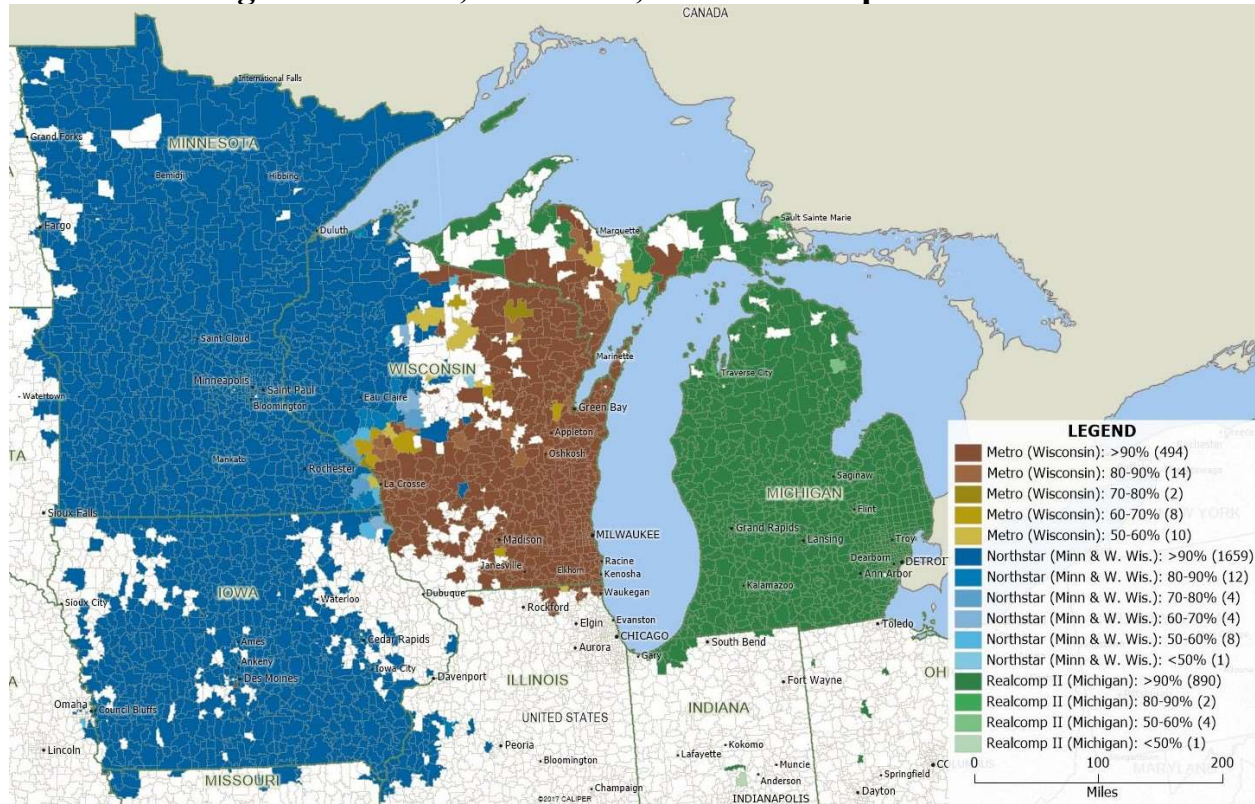 CANADA
International Falls
Grand Forks
MINNESOTA
Bemidji
Hibbing
Fargo
Duluth
Marquette
Sault Sainte Marie
Saint Cloud
WISCONSIN
Marinette
Minneapolis
Saint Paul
Bloomington
Watertown
Eau Claire
Traverse City
Green Bay
Appleton
Oshkosh
Mankato
Rochester
La Crosse
Saginaw
MICHIGAN
Flint
Sioux Falls
Madison
MILWAUKEE
Grand Rapids
Lansing
Troy
Dearborn
DETROIT
Janesville
Elkhorn
Racine
Kenosha
Kalamazoo
Ann Arbor
Sioux City
IOWA
Waterloo
Dubuque
Waukegan
Rockford
Elgin
Evanston
CHICAGO
Aurora
Gary
South Bend
Toledo
Ames
Ankeny
Des Moines
Cedar Rapids
Iowa City
Davenport
ILLINOIS
Fort Wayne
OH
Omaha
Council Bluffs
UNITED STATES
INDIANA
Lincoln
Peoria
Bloomington
Lafayette
Kokomo
Muncie
Anderson
Springfield
MISSOURI
Champaign
INDIANAPOLIS
Dayton
©2017 CALIPER
LEGEND
Metro (Wisconsin): >90% (494)
Metro (Wisconsin): 80-90% (14)
Metro (Wisconsin): 70-80% (2)
Metro (Wisconsin): 60-70% (8)
Metro (Wisconsin): 50-60% (10)
Northstar (Minn & W. Wis.): >90% (1659)
Northstar (Minn & W. Wis.): 80-90% (12)
Northstar (Minn & W. Wis.): 70-80% (4)
Northstar (Minn & W. Wis.): 60-70% (4)
Northstar (Minn & W. Wis.): 50-60% (8)
Northstar (Minn & W. Wis.): <50% (1)
Realcomp II (Michigan): >90% (890)
Realcomp II (Michigan): 80-90% (2)
Realcomp II (Michigan): 50-60% (4)
Realcomp II (Michigan): <50% (1)
0 100 200
Miles